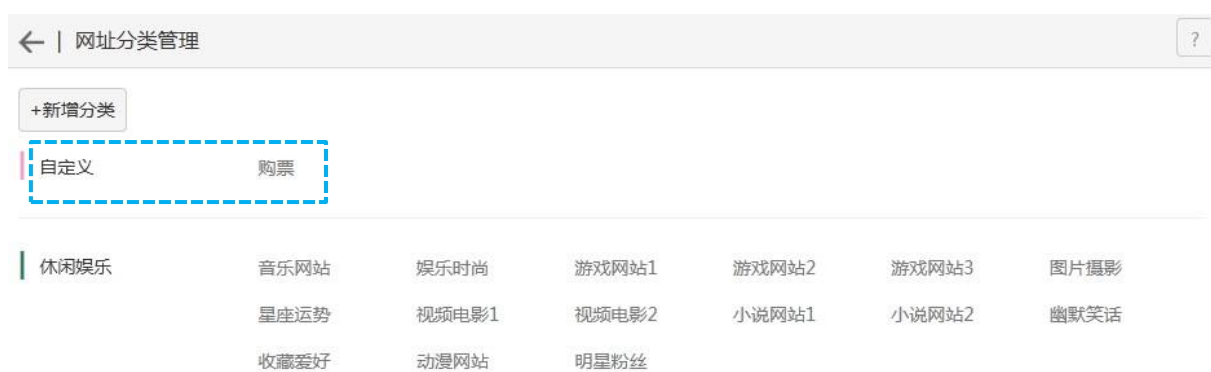 ← | 网址分类管理 ?
+新增分类
自定义 购票
休闲娱乐 音乐网站 娱乐时尚 游戏网站1 游戏网站2 游戏网站3 图片摄影
星座运势 视频电影1 视频电影2 小说网站1 小说网站2 幽默笑话
收藏爱好 动漫网站 明星粉丝